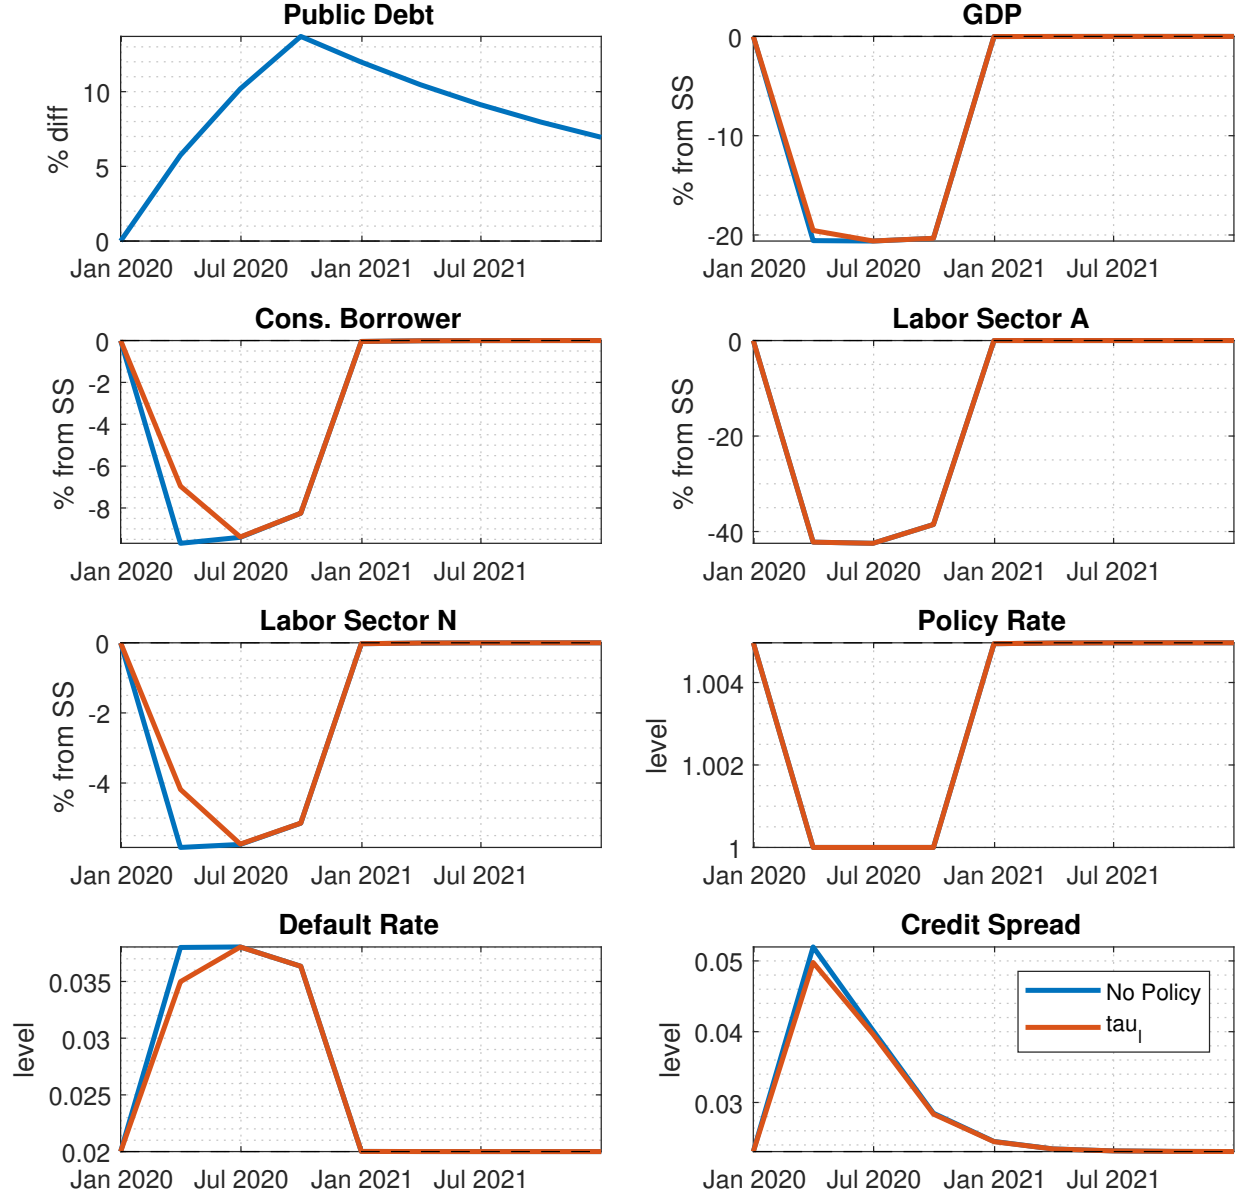 Public Debt
% diff
10
5
0
Jan 2020 Jul 2020 Jan 2021 Jul 2021
GDP
% from SS
0
-10
-20
Jan 2020 Jul 2020 Jan 2021 Jul 2021
Cons. Borrower
% from SS
0
-2
-4
-6
-8
Jan 2020 Jul 2020 Jan 2021 Jul 2021
Labor Sector A
% from SS
0
-20
-40
Jan 2020 Jul 2020 Jan 2021 Jul 2021
Labor Sector N
% from SS
0
-2
-4
Jan 2020 Jul 2020 Jan 2021 Jul 2021
Policy Rate
level
1.004
1.002
1
Jan 2020 Jul 2020 Jan 2021 Jul 2021
Default Rate
level
0.035
0.03
0.025
0.02
Jan 2020 Jul 2020 Jan 2021 Jul 2021
Credit Spread
level
0.05
0.04
0.03
Jan 2020 Jul 2020 Jan 2021 Jul 2021
No Policy
tau_l